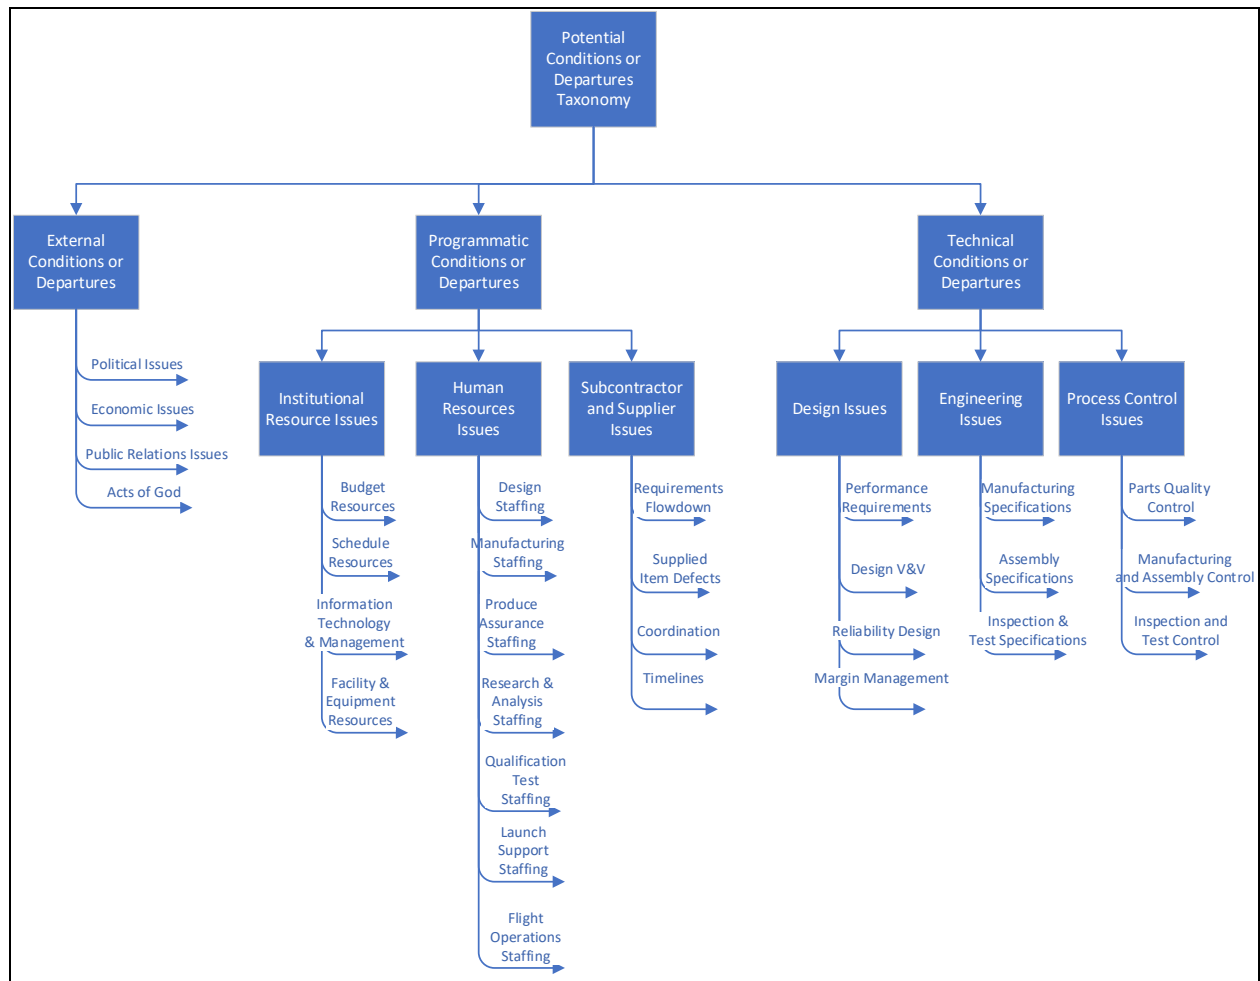 Potential
Conditions or
Departures
Taxonomy
External
Conditions or
Departures
Programmatic
Conditions or
Departures
Technical
Conditions or
Departures
Political Issues
Economic Issues
Public Relations Issues
Acts of God
Institutional
Resource Issues
Human
Resources
Issues
Subcontractor
and Supplier
Issues
Design Issues
Engineering
Issues
Process Control
Issues
Budget
Resources
Schedule
Resources
Information
Technology
& Management
Facility &
Equipment
Resources
Design
Staffing
Manufacturing
Staffing
Produce
Assurance
Staffing
Research &
Analysis
Staffing
Qualification
Test
Staffing
Launch
Support
Staffing
Flight
Operations
Staffing
Requirements
Flowdown
Supplied
Item Defects
Coordination
Timelines
Performance
Requirements
Design V&V
Reliability Design
Margin Management
Manufacturing
Specifications
Assembly
Specifications
Inspection &
Test Specifications
Parts Quality
Control
Manufacturing
and Assembly Control
Inspection and
Test Control